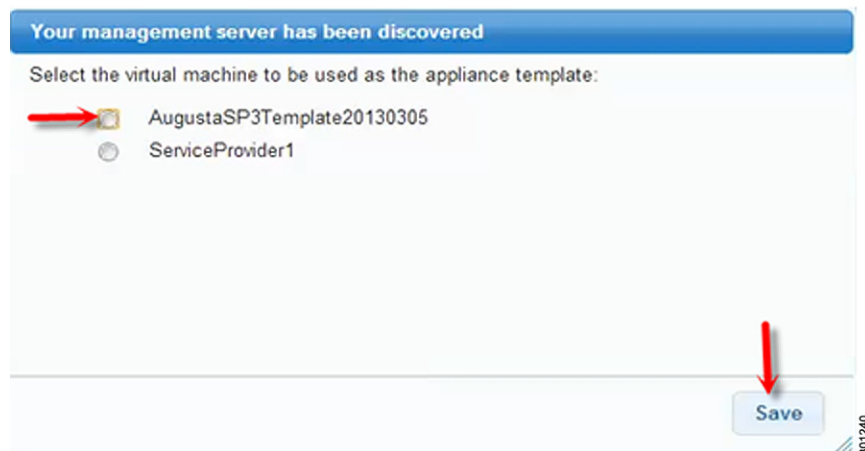 Your management server has been discovered
Select the virtual machine to be used as the appliance template:
AugustaSP3Template20130305
ServiceProvider1
Save